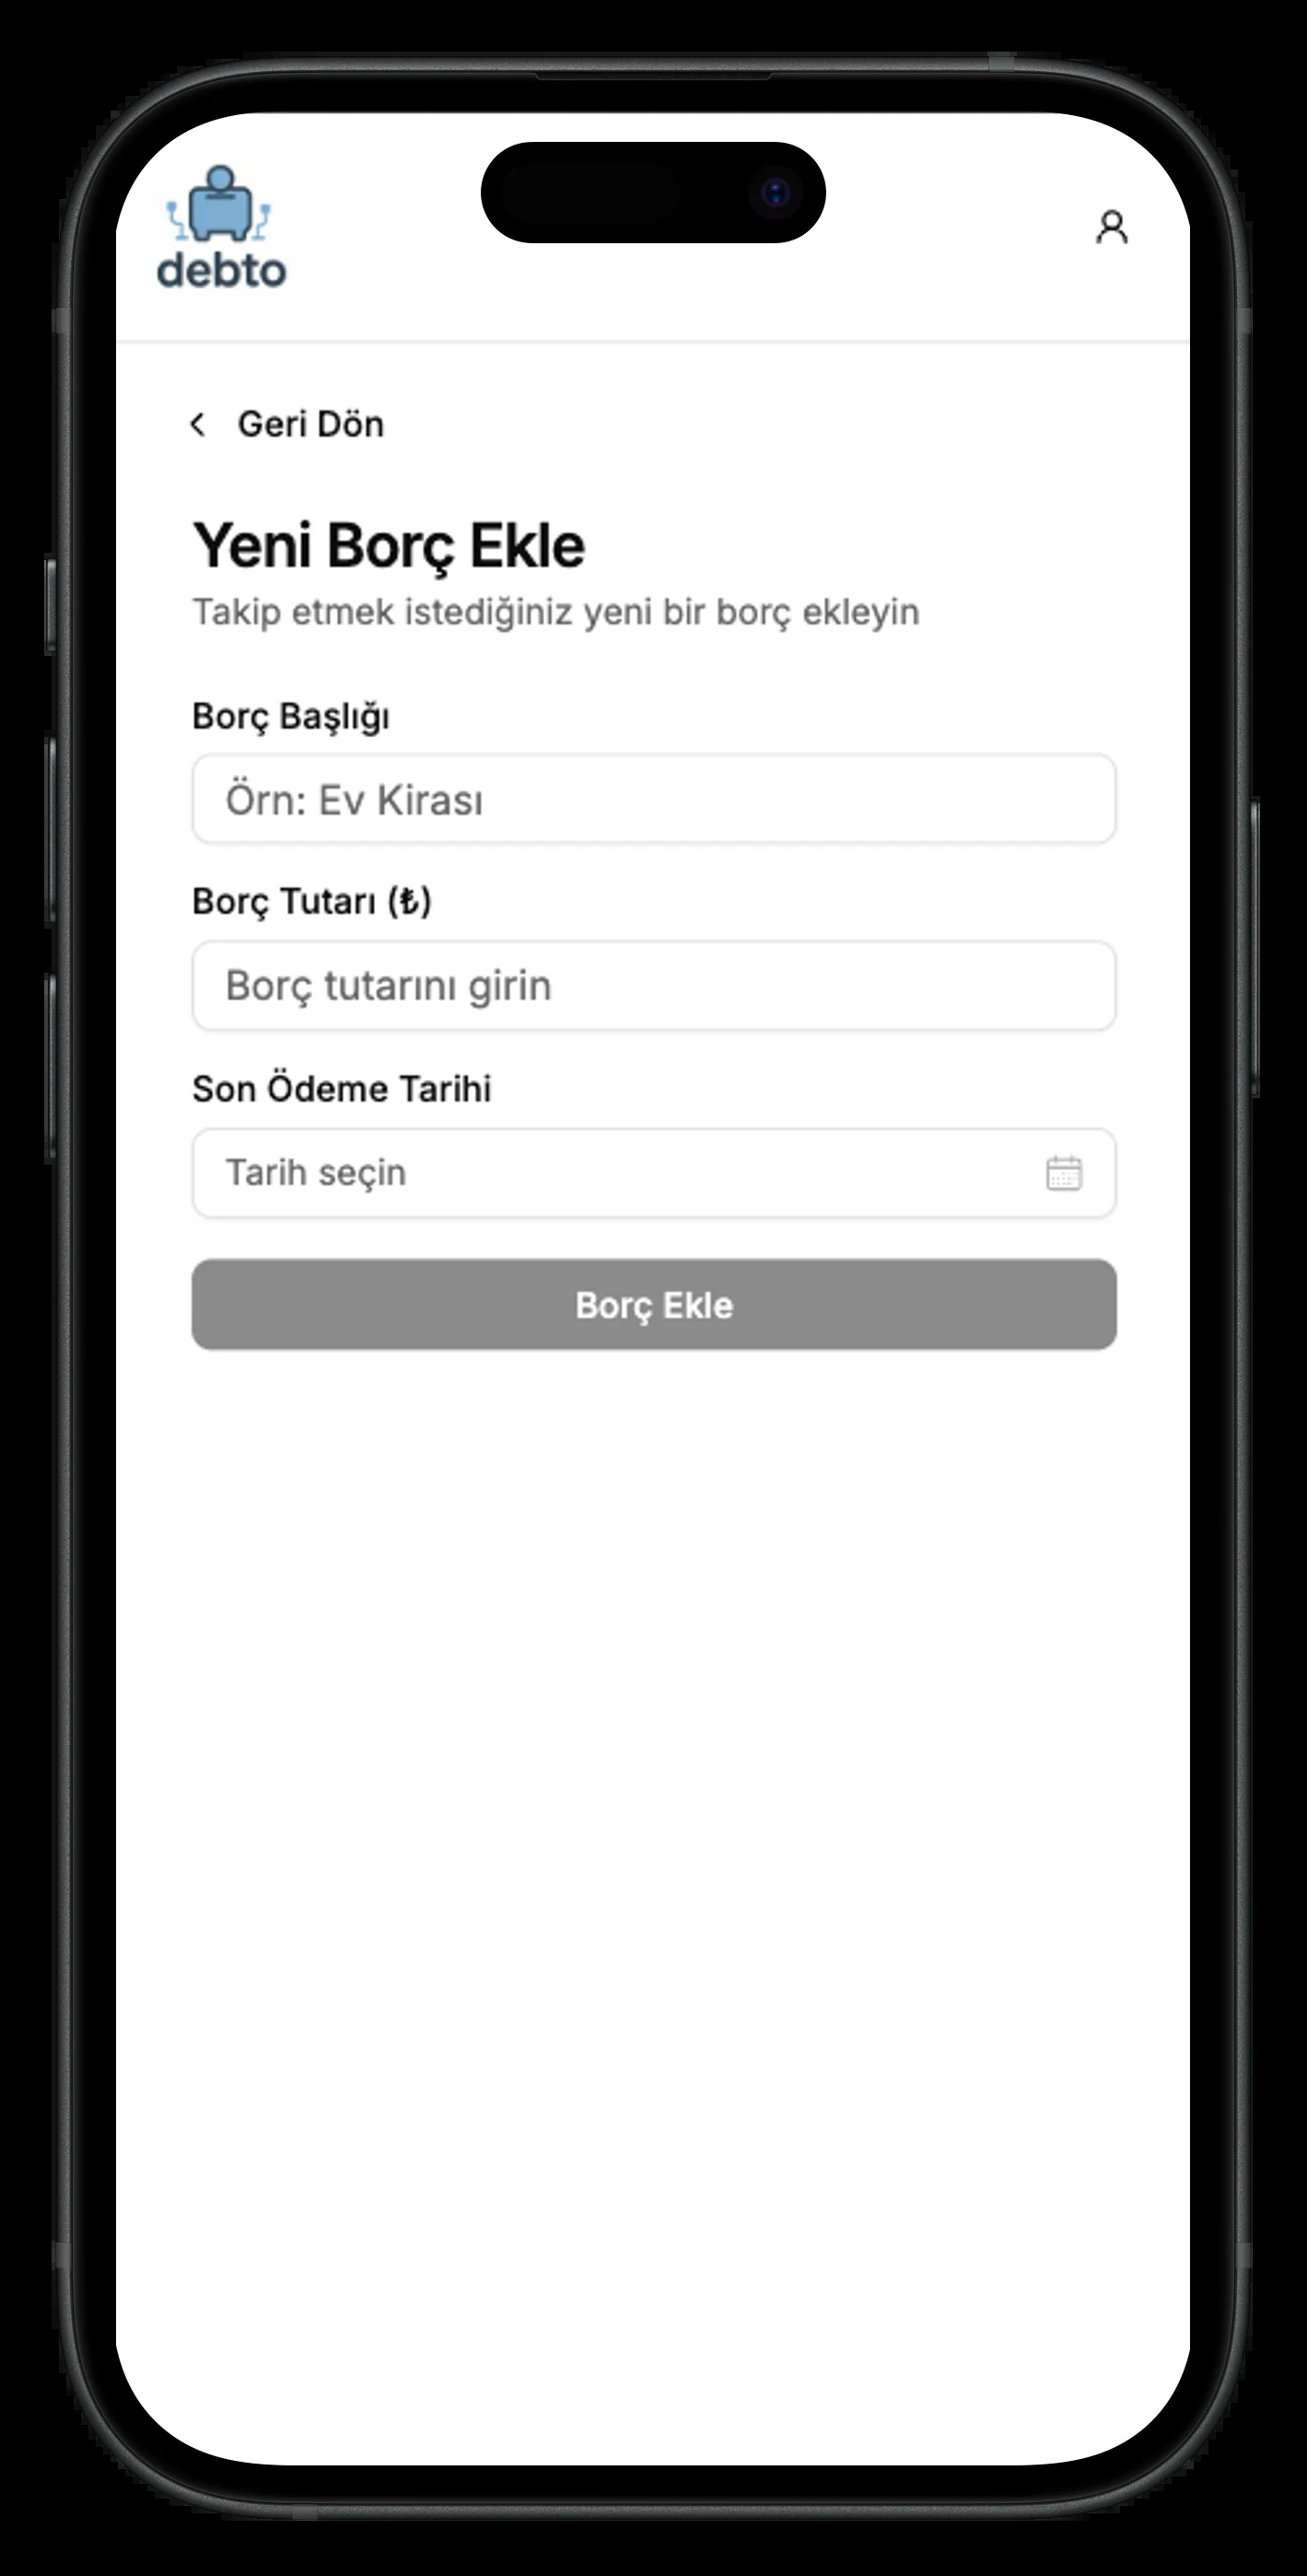 debto
Geri Dön
Yeni Borç Ekle
Takip etmek istediğiniz yeni bir borç ekleyin
Borç Başlığı
Örn: Ev Kirası
Borç Tutarı (₺)
Borç tutarını girin
Son Ödeme Tarihi
Tarih seçin
Borç Ekle